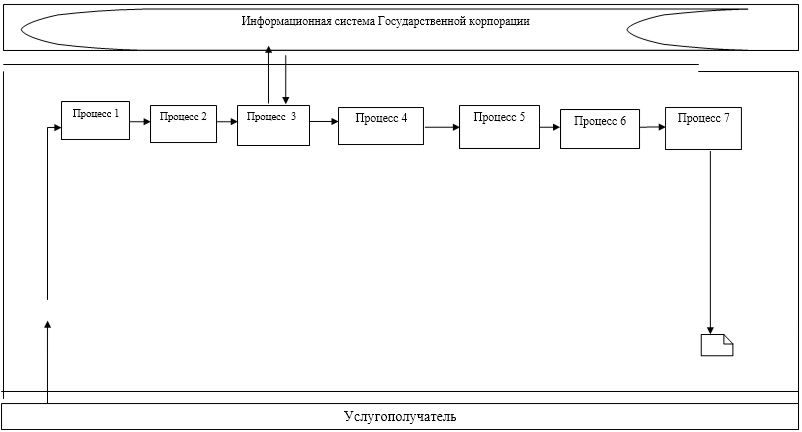 Информационная система Государственной корпорации
Процесс 1
Процесс 2
Процесс 3
Процесс 4
Процесс 5
Процесс 6
Процесс 7
Услугополучатель